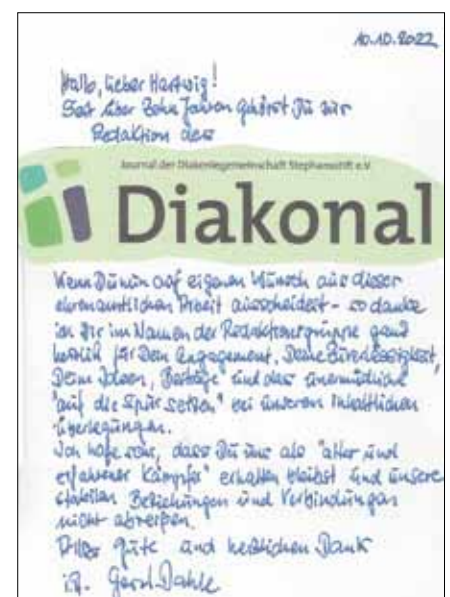 10.10.2022
Hallo, lieber Hartwig!
Seit über zehn Jahren gehörst Du zur
Redaktion des
Journal der Diakoniegemeinschaft Stephansstift e.V.
Diakonal
Wenn Du nun auf eigenen Wunsch aus dieser
ehrenamtlichen Arbeit ausscheidest – so danke
ich Dir im Namen der Redaktionsgruppe ganz
herzlich für Dein Engagement. Deine Zuverlässigkeit,
Deine Ideen, Beiträge und das unermüdliche
"auf die Spur setzen" bei unseren inhaltlichen
Überlegungen.
Ich hoffe sehr, dass Du uns als "alter und
erfahrener Kämpfer" erhalten bleibst und unsere
stabilen Beziehungen und Verbindungen
nicht abreißen.
Alles Gute und herzlichen Dank
i.A. Gerd Dahle